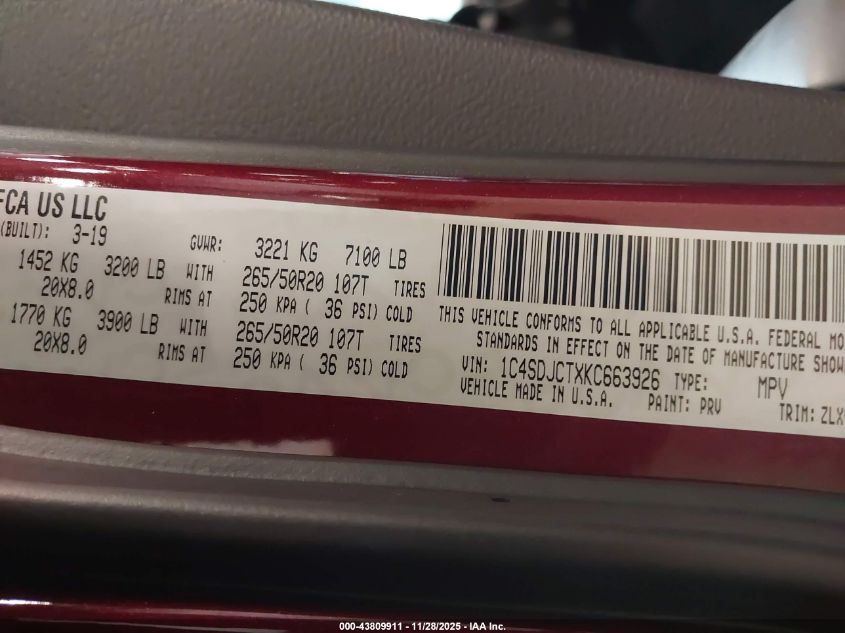 FCA US LLC
(BUILT): 3-19 GVWR: 3221 KG 7100 LB
1452 KG 3200 LB WITH 265/50R20 107T TIRES
20X8.0 RIMS AT 250 KPA ( 36 PSI) COLD
1770 KG 3900 LB WITH 265/50R20 107T TIRES
20X8.0 RIMS AT 250 KPA ( 36 PSI) COLD
THIS VEHICLE CONFORMS TO ALL APPLICABLE U.S.A. FEDERAL MO
STANDARDS IN EFFECT ON THE DATE OF MANUFACTURE SHOW
VIN: 1C4SDJCTXKC663926 TYPE: MPV
VEHICLE MADE IN U.S.A. PAINT: PRV TRIM: ZLX
000-43809911 - 11/28/2025 - IAA Inc.